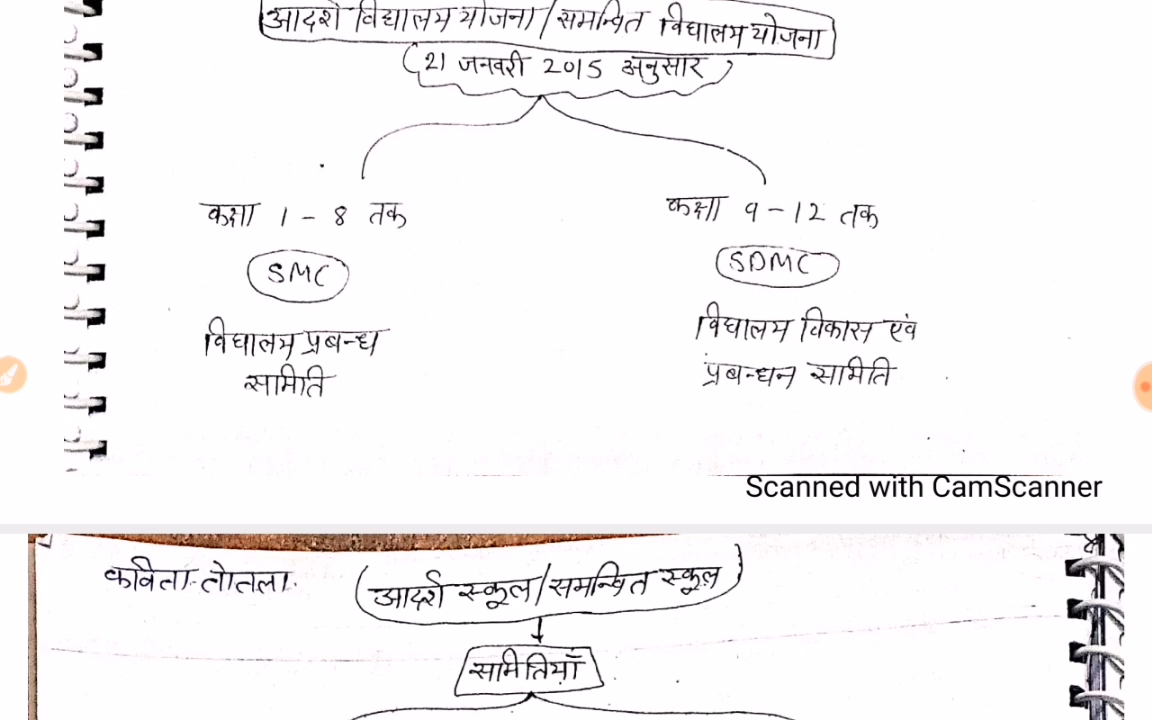 आदर्श विद्यालय योजना/समन्वित विद्यालय योजना
(21 जनवरी 2015 अनुसार)
कक्षा 1 - 8 तक
कक्षा 9 - 12 तक
SMC
SDMC
विद्यालय प्रबन्ध
समिति
विद्यालय विकास एवं
प्रबन्धन समिति
Scanned with CamScanner
कविता तोतला.
(आदर्श स्कूल/समन्वित स्कूल)
समितियाँ